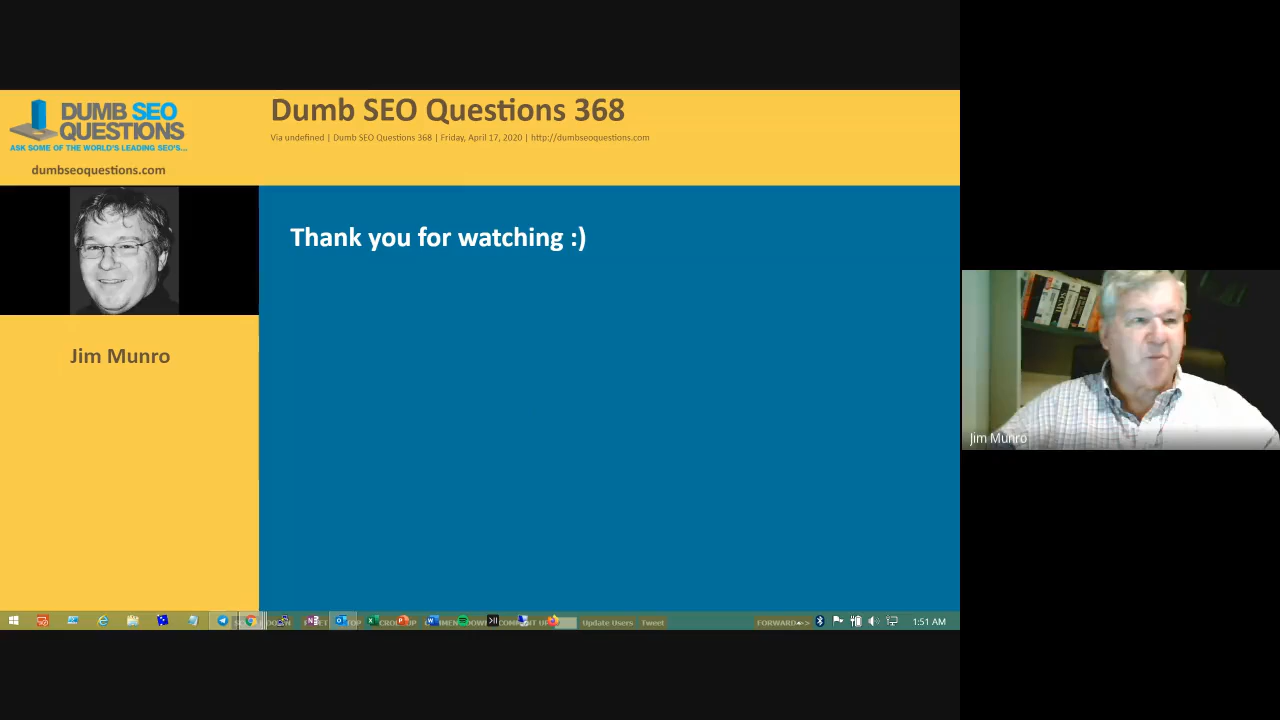 DUMB SEO
QUESTIONS
ASK SOME OF THE WORLD'S LEADING SEO'S...
dumbseoquestions.com
Dumb SEO Questions 368
Via undefined | Dumb SEO Questions 368 | Friday, April 17, 2020 | http://dumbseoquestions.com
Jim Munro
Thank you for watching :)
Jim Munro
Update Users Tweet
FORWARD
1:51 AM